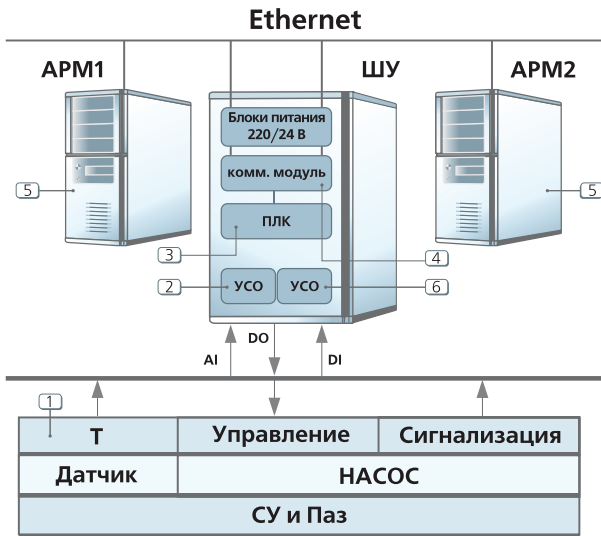 Ethernet
АРМ1
ШУ
АРМ2
Блоки питания
220/24 В
комм. модуль
ПЛК
5
5
3
4
2
УСО
УСО
6
AI
DO
DI
1
Т
Управление
Сигнализация
Датчик
НАСОС
СУ и Паз